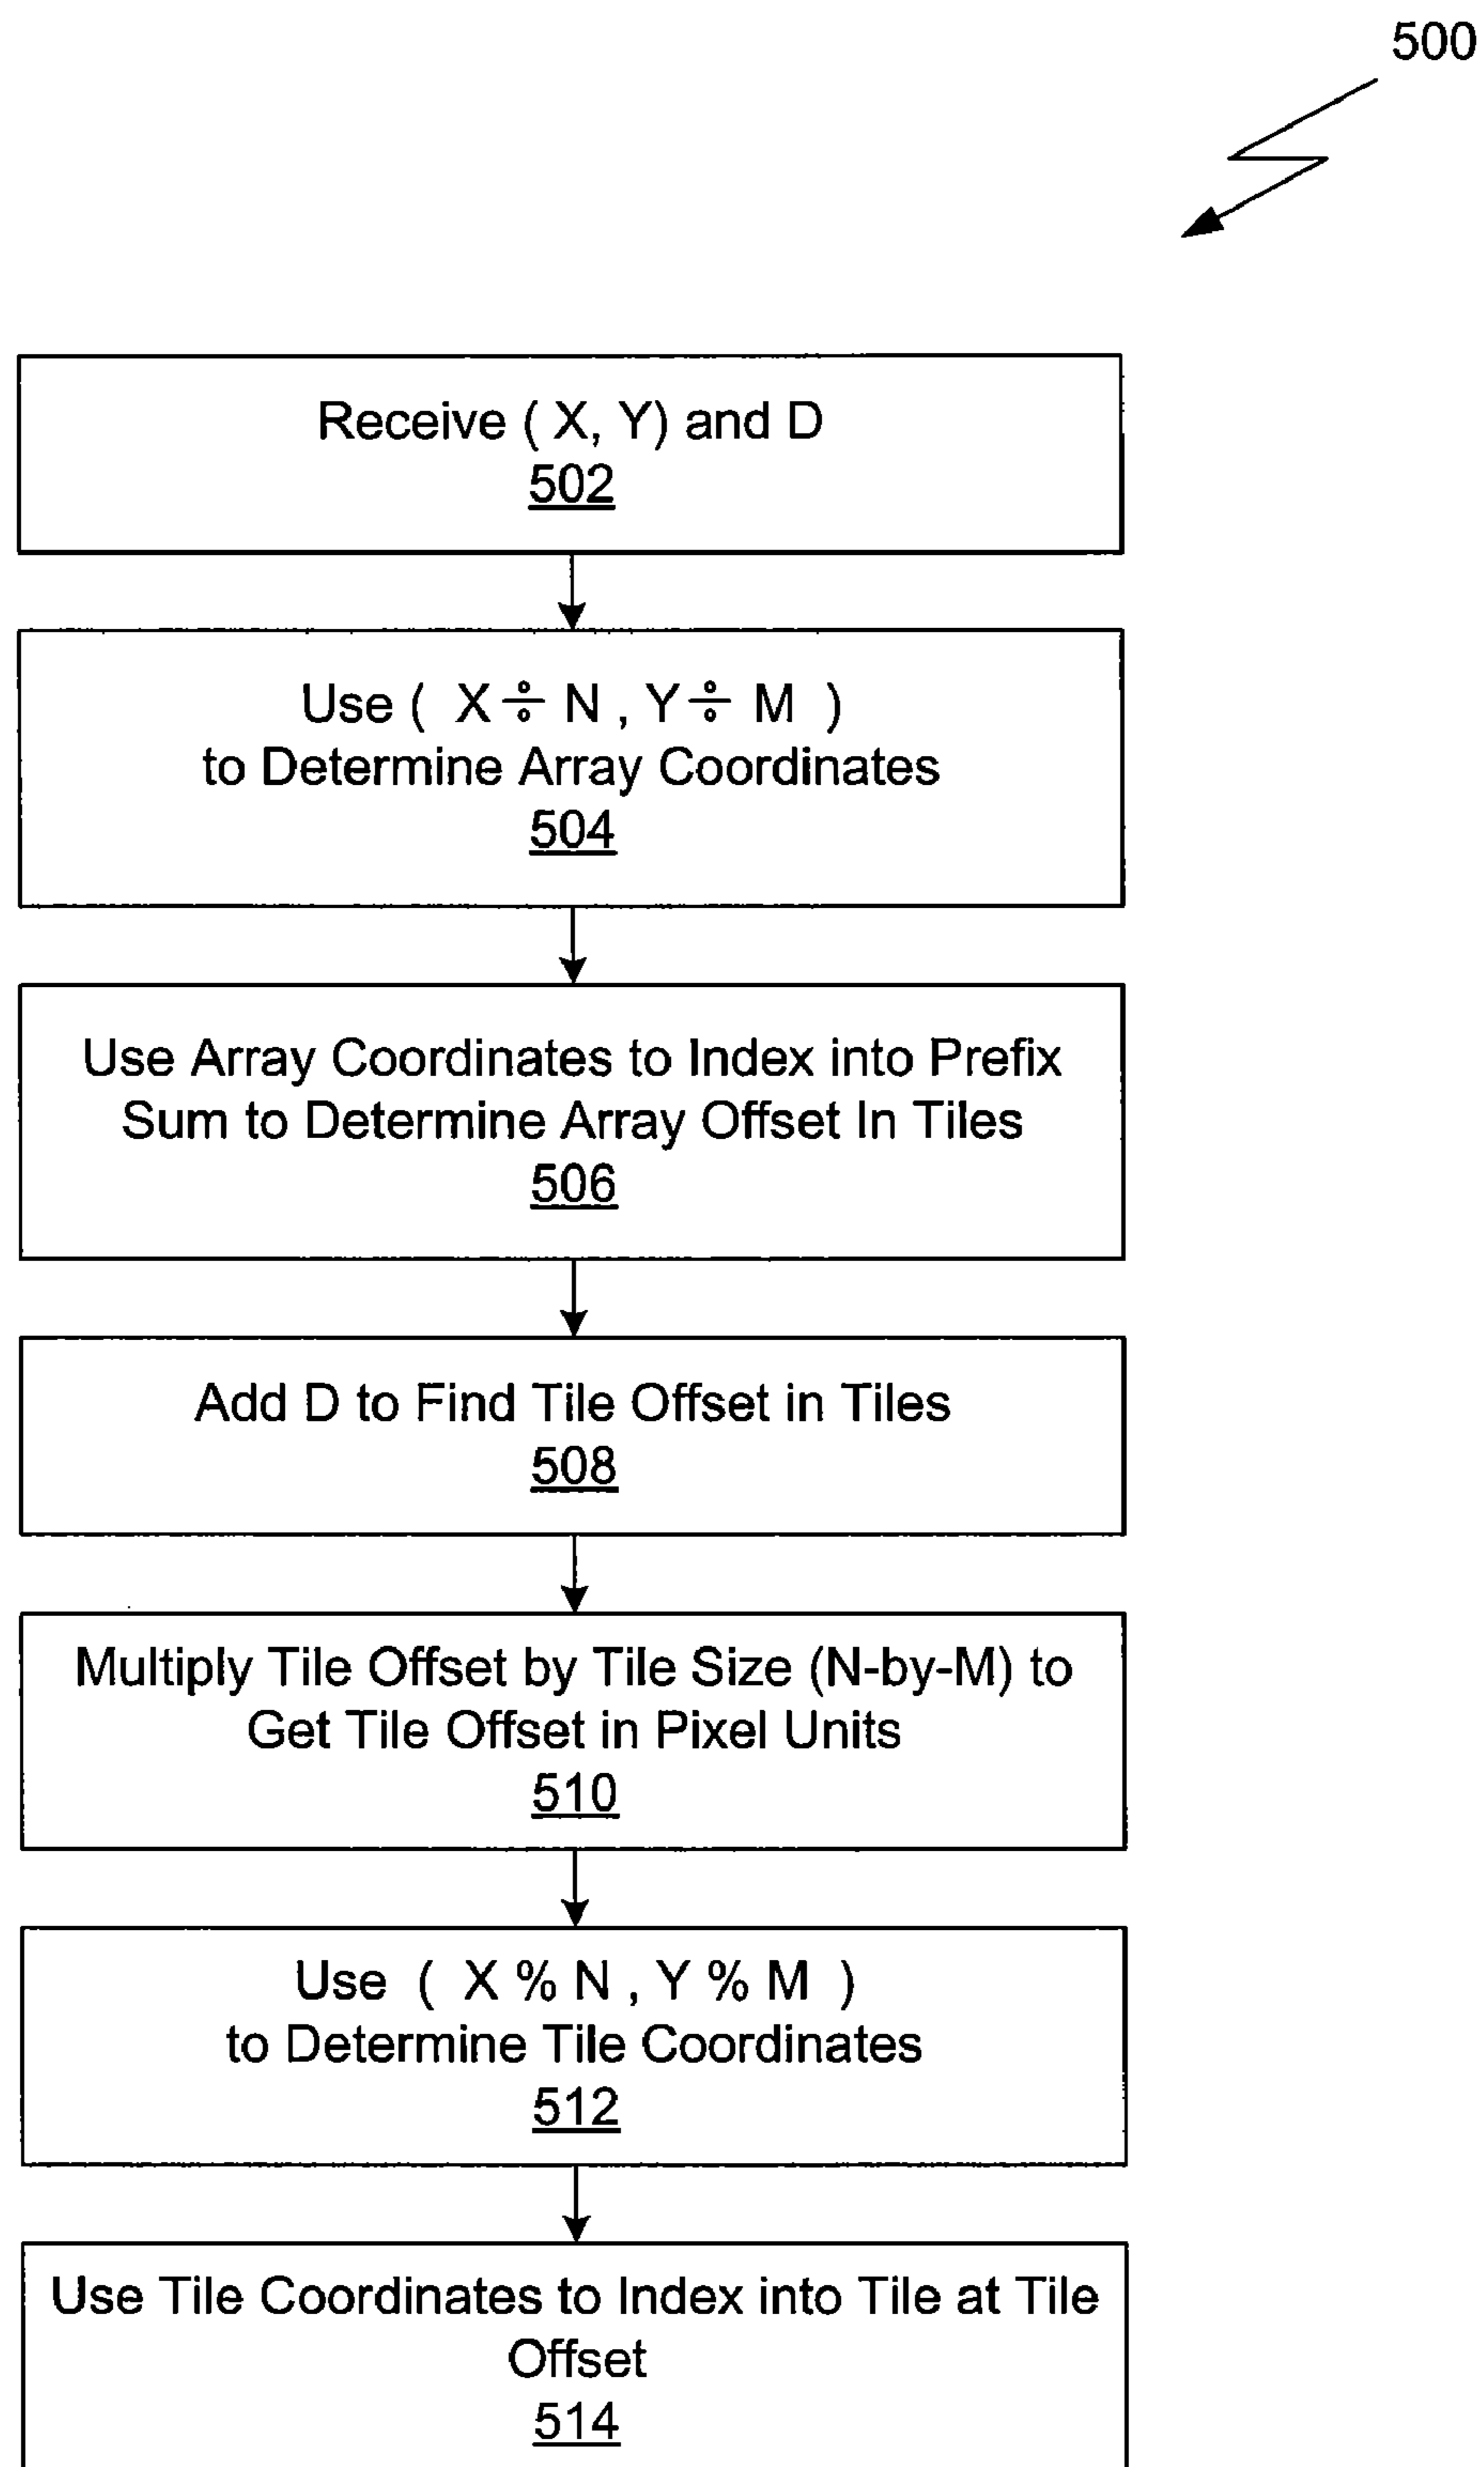 500
Receive ( X, Y) and D
502
Use ( X ÷ N , Y ÷ M )
to Determine Array Coordinates
504
Use Array Coordinates to Index into Prefix
Sum to Determine Array Offset In Tiles
506
Add D to Find Tile Offset in Tiles
508
Multiply Tile Offset by Tile Size (N-by-M) to
Get Tile Offset in Pixel Units
510
Use ( X % N , Y % M )
to Determine Tile Coordinates
512
Use Tile Coordinates to Index into Tile at Tile
Offset
514